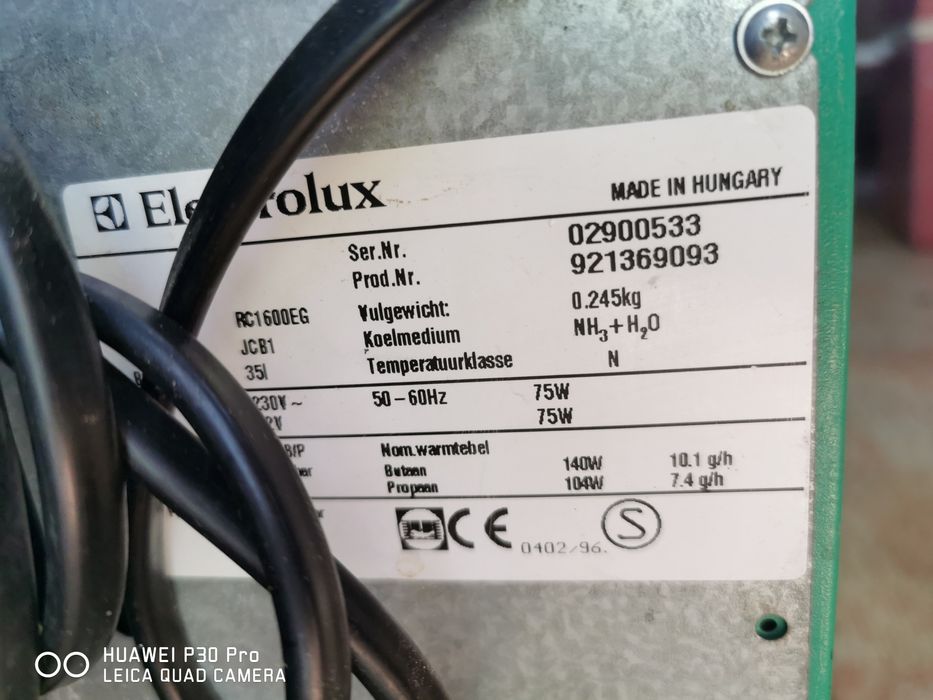 Electrolux MADE IN HUNGARY
Ser.Nr. 02900533
Prod.Nr. 921369093
RC1600EG Vulgewicht: 0.245kg
JCB1 Koelmedium NH₃+H₂O
35l Temperatuurklasse N
230V ~ 50-60Hz 75W
75W
Nom.warmtebel
Butaan 140W 10.1 g/h
Propaan 104W 7.4 g/h
CE 0402/96. S
HUAWEI P30 Pro
LEICA QUAD CAMERA